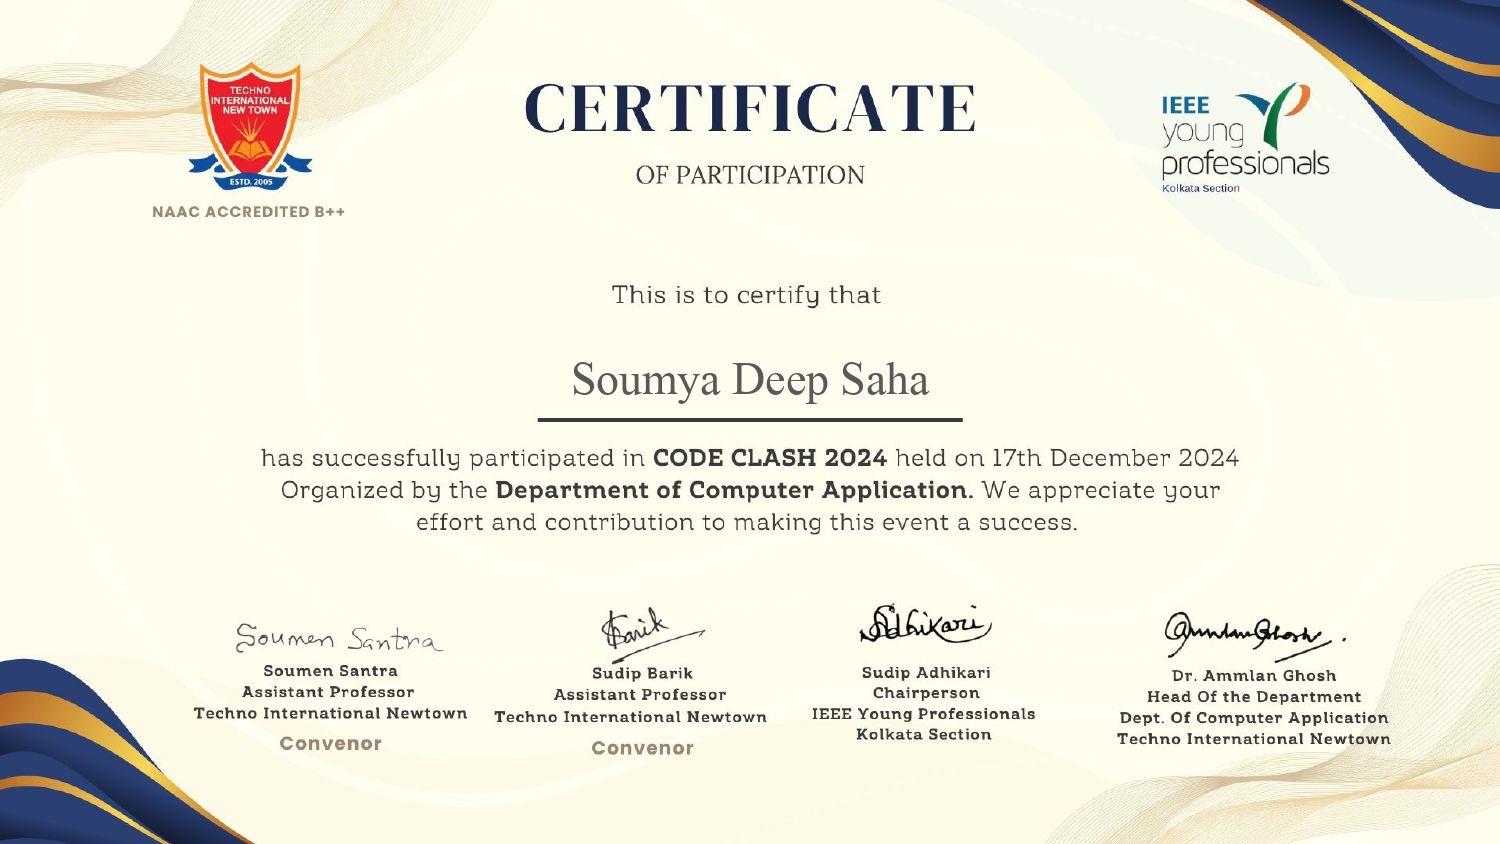 TECHNO
INTERNATIONAL
NEW TOWN
ESTD. 2005
NAAC ACCREDITED B++
CERTIFICATE
OF PARTICIPATION
IEEE
young
professionals
Kolkata Section
This is to certify that
Soumya Deep Saha
has successfully participated in CODE CLASH 2024 held on 17th December 2024
Organized by the Department of Computer Application. We appreciate your
effort and contribution to making this event a success.
Soumen Santra
Soumen Santra
Assistant Professor
Techno International Newtown
Convenor
SBarik
Sudip Barik
Assistant Professor
Techno International Newtown
Convenor
SAdhikari
Sudip Adhikari
Chairperson
IEEE Young Professionals
Kolkata Section
Ammlan Ghosh
Dr. Ammlan Ghosh
Head Of the Department
Dept. Of Computer Application
Techno International Newtown